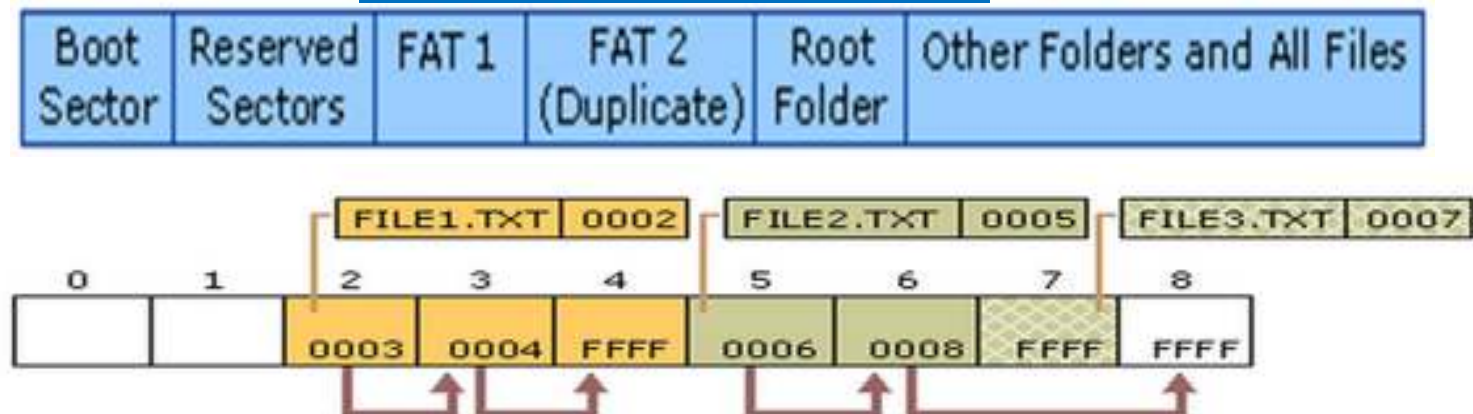 Boot Sector Reserved Sectors FAT 1 FAT 2 (Duplicate) Root Folder Other Folders and All Files
FILE1.TXT 0002 FILE2.TXT 0005 FILE3.TXT 0007
0 1 2 3 4 5 6 7 8
0003 0004 FFFF 0006 0008 FFFF FFFF